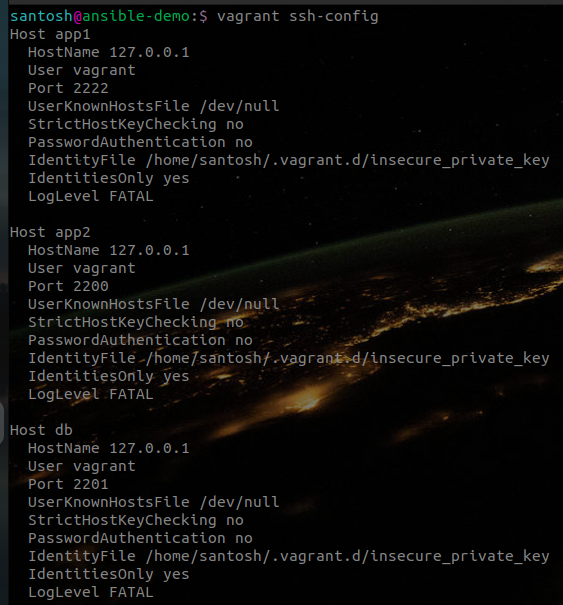 santosh@ansible-demo:$ vagrant ssh-config
Host app1
  HostName 127.0.0.1
  User vagrant
  Port 2222
  UserKnownHostsFile /dev/null
  StrictHostKeyChecking no
  PasswordAuthentication no
  IdentityFile /home/santosh/.vagrant.d/insecure_private_key
  IdentitiesOnly yes
  LogLevel FATAL

Host app2
  HostName 127.0.0.1
  User vagrant
  Port 2200
  UserKnownHostsFile /dev/null
  StrictHostKeyChecking no
  PasswordAuthentication no
  IdentityFile /home/santosh/.vagrant.d/insecure_private_key
  IdentitiesOnly yes
  LogLevel FATAL

Host db
  HostName 127.0.0.1
  User vagrant
  Port 2201
  UserKnownHostsFile /dev/null
  StrictHostKeyChecking no
  PasswordAuthentication no
  IdentityFile /home/santosh/.vagrant.d/insecure_private_key
  IdentitiesOnly yes
  LogLevel FATAL